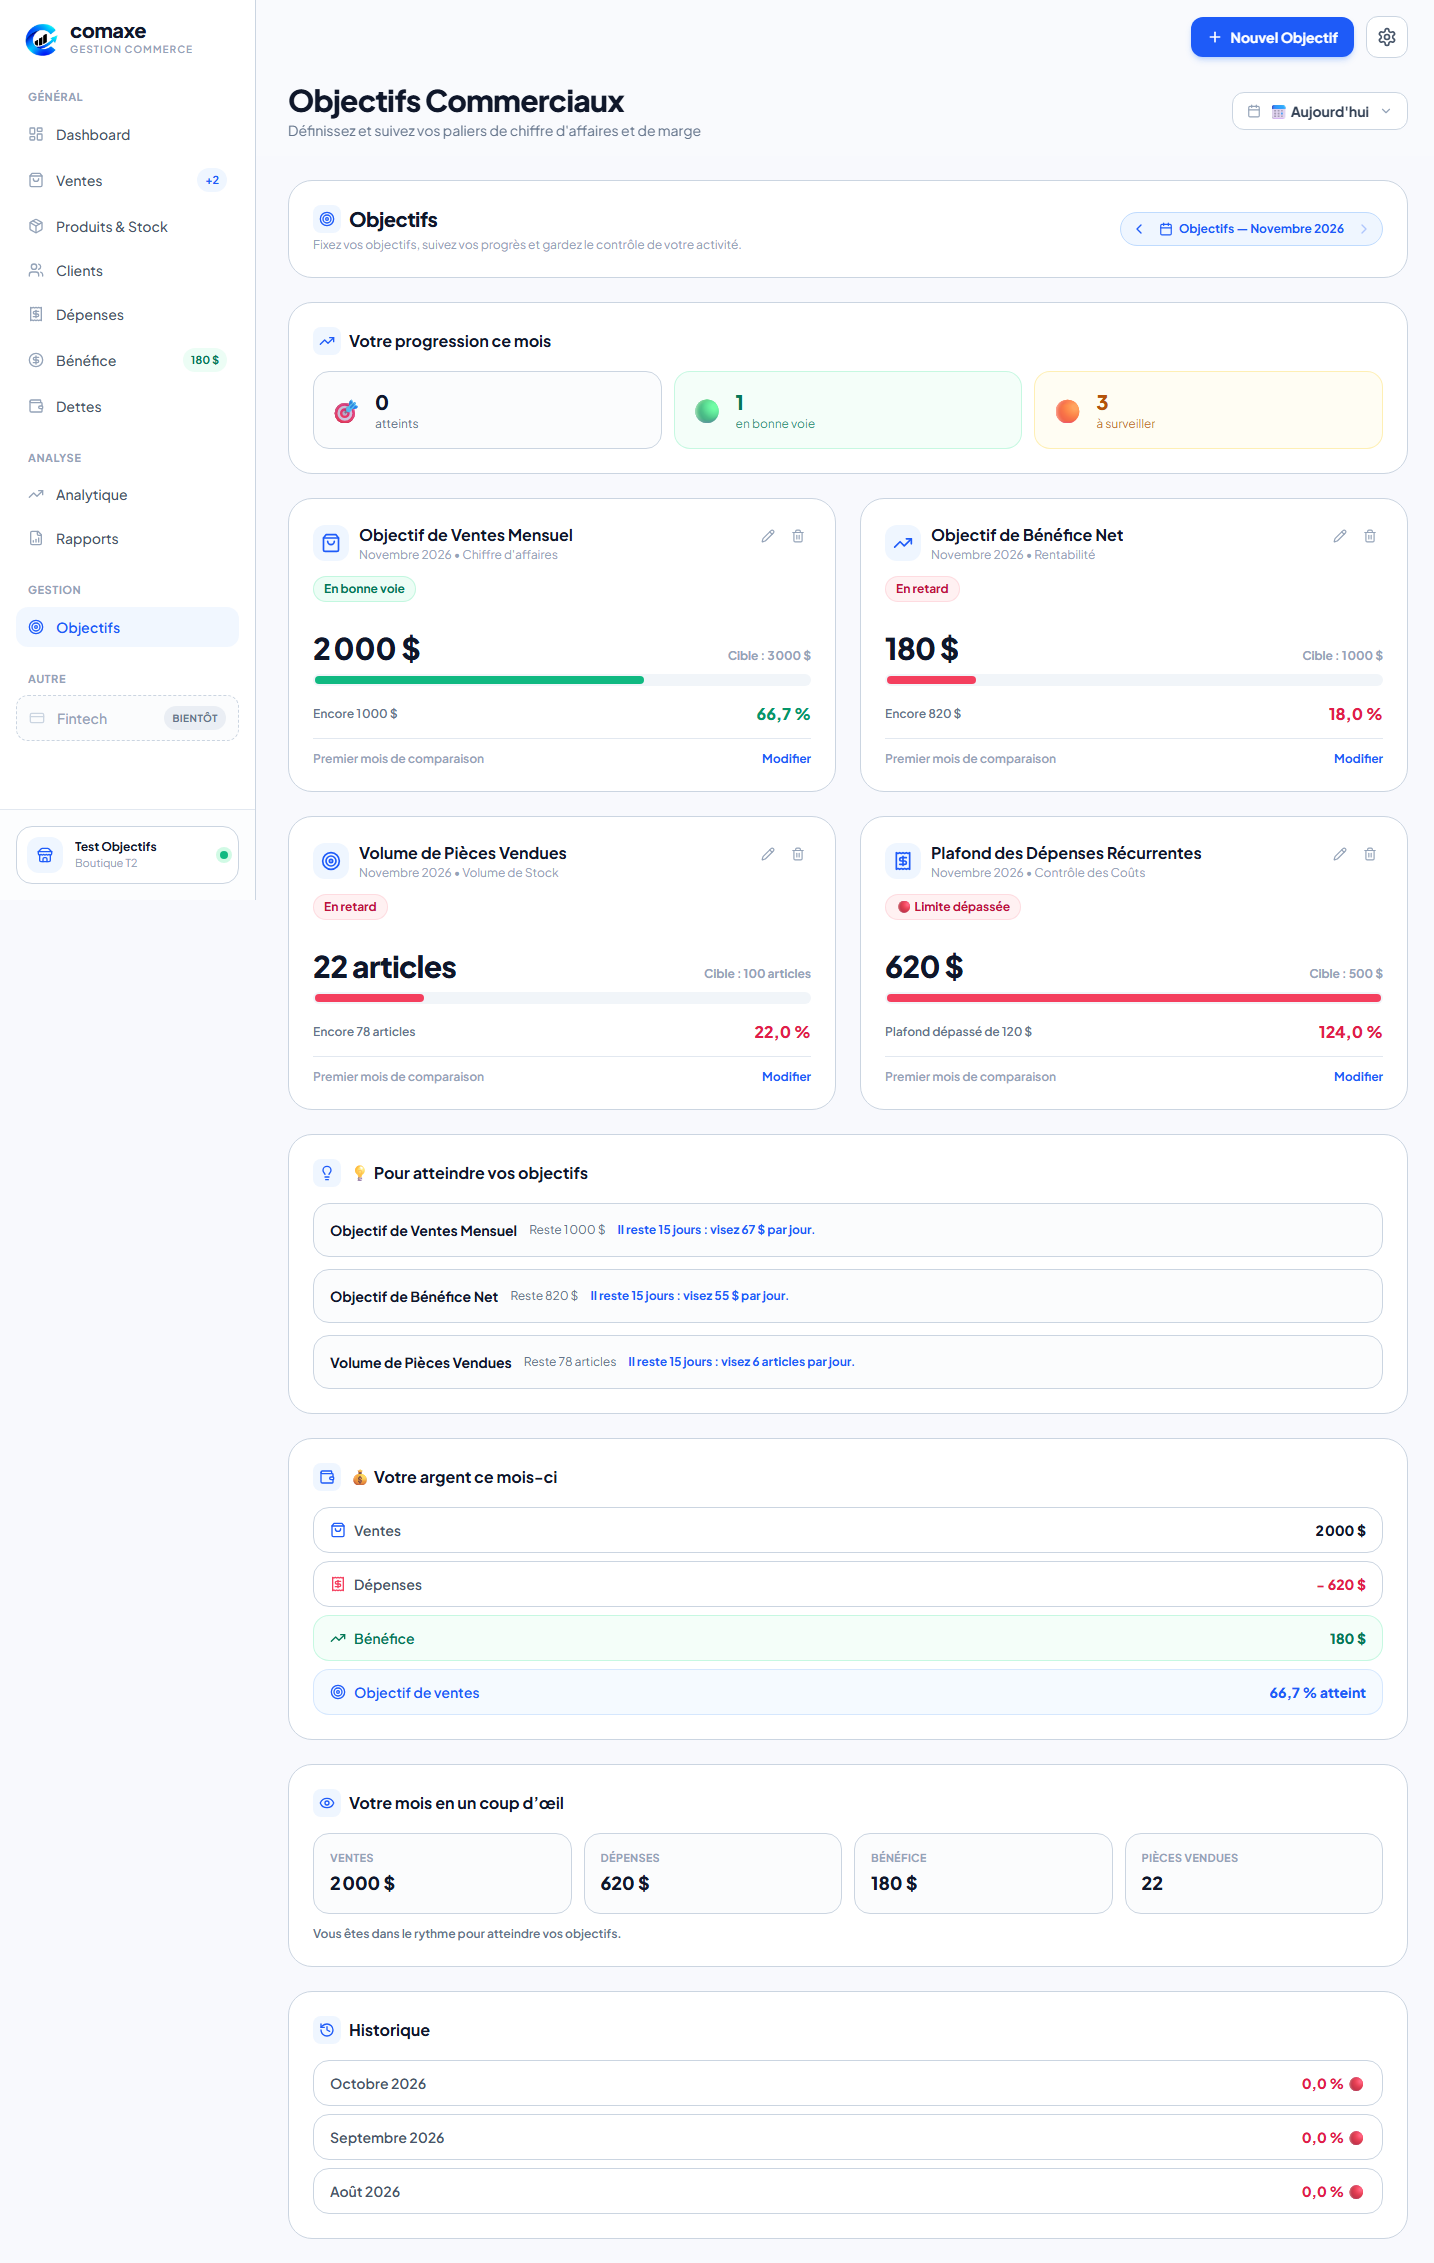 comaxe
GESTION COMMERCE
GÉNÉRAL
Dashboard
Ventes +2
Produits & Stock
Clients
Dépenses
Bénéfice 180 $
Dettes
ANALYSE
Analytique
Rapports
GESTION
Objectifs
AUTRE
Fintech BIENTÔT
Test Objectifs
Boutique T2
+ Nouvel Objectif
Objectifs Commerciaux
Définissez et suivez vos paliers de chiffre d'affaires et de marge
Aujourd'hui
Objectifs
Fixez vos objectifs, suivez vos progrès et gardez le contrôle de votre activité.
Objectifs — Novembre 2026
Votre progression ce mois
0
atteints
1
en bonne voie
3
à surveiller
Objectif de Ventes Mensuel
Novembre 2026 • Chiffre d'affaires
En bonne voie
2 000 $ Cible : 3 000 $
Encore 1 000 $ 66,7 %
Premier mois de comparaison Modifier
Objectif de Bénéfice Net
Novembre 2026 • Rentabilité
En retard
180 $ Cible : 1 000 $
Encore 820 $ 18,0 %
Premier mois de comparaison Modifier
Volume de Pièces Vendues
Novembre 2026 • Volume de Stock
En retard
22 articles Cible : 100 articles
Encore 78 articles 22,0 %
Premier mois de comparaison Modifier
Plafond des Dépenses Récurrentes
Novembre 2026 • Contrôle des Coûts
Limite dépassée
620 $ Cible : 500 $
Plafond dépassé de 120 $ 124,0 %
Premier mois de comparaison Modifier
Pour atteindre vos objectifs
Objectif de Ventes Mensuel Reste 1 000 $ Il reste 15 jours : visez 67 $ par jour.
Objectif de Bénéfice Net Reste 820 $ Il reste 15 jours : visez 55 $ par jour.
Volume de Pièces Vendues Reste 78 articles Il reste 15 jours : visez 6 articles par jour.
Votre argent ce mois-ci
Ventes 2 000 $
Dépenses - 620 $
Bénéfice 180 $
Objectif de ventes 66,7 % atteint
Votre mois en un coup d’œil
VENTES
2 000 $
DÉPENSES
620 $
BÉNÉFICE
180 $
PIÈCES VENDUES
22
Vous êtes dans le rythme pour atteindre vos objectifs.
Historique
Octobre 2026 0,0 %
Septembre 2026 0,0 %
Août 2026 0,0 %